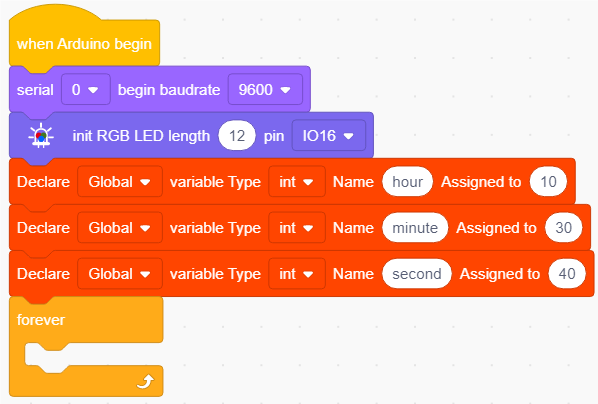 when Arduino begin
serial 0 begin baudrate 9600
init RGB LED length 12 pin IO16
Declare Global variable Type int Name hour Assigned to 10
Declare Global variable Type int Name minute Assigned to 30
Declare Global variable Type int Name second Assigned to 40
forever